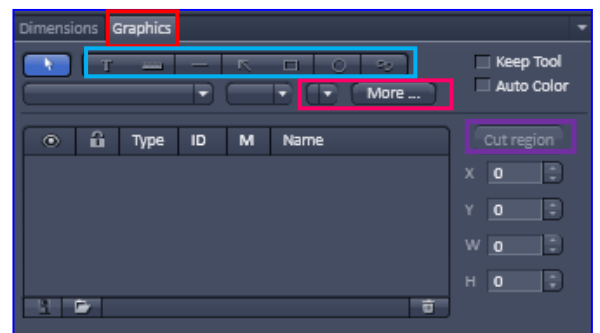 Dimensions Graphics
T Keep Tool
More ... Auto Color
Type ID M Name Cut region
X 0
Y 0
W 0
H 0